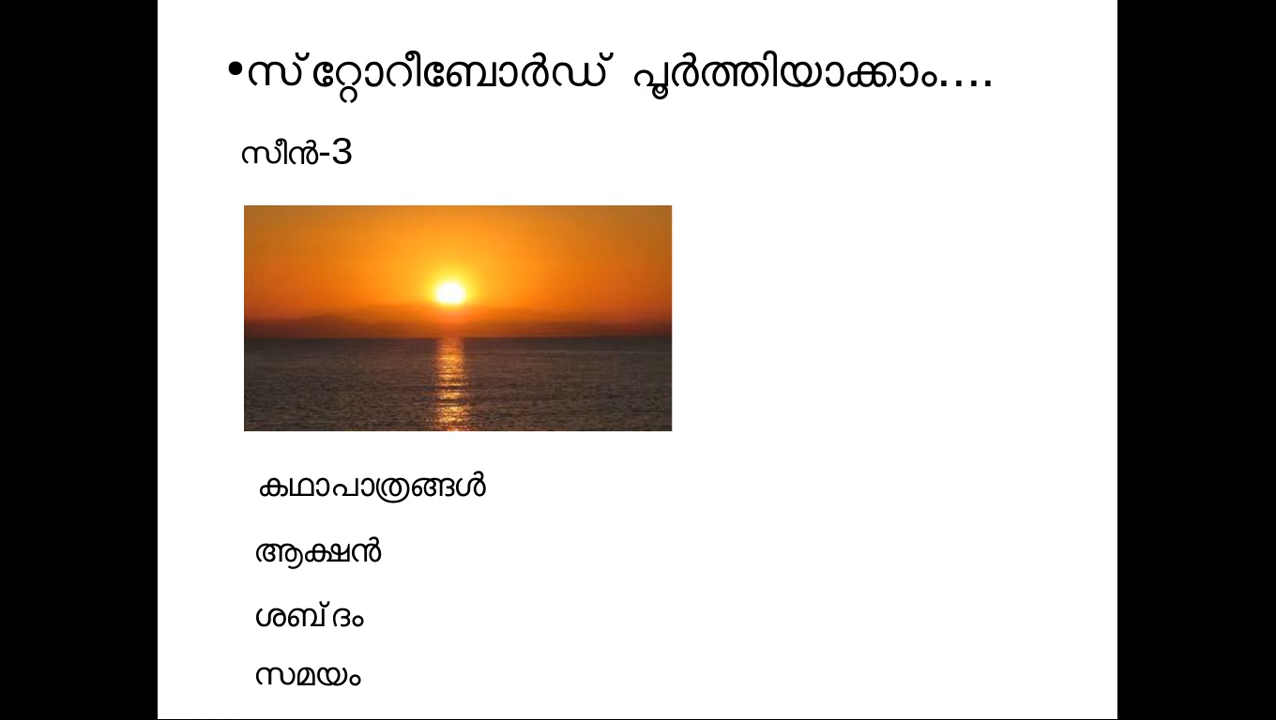 •സ്റ്റോറീബോർഡ് പൂർത്തിയാക്കാം....
സീൻ-3
കഥാപാത്രങ്ങൾ
ആക്ഷൻ
ശബ്ദം
സമയം